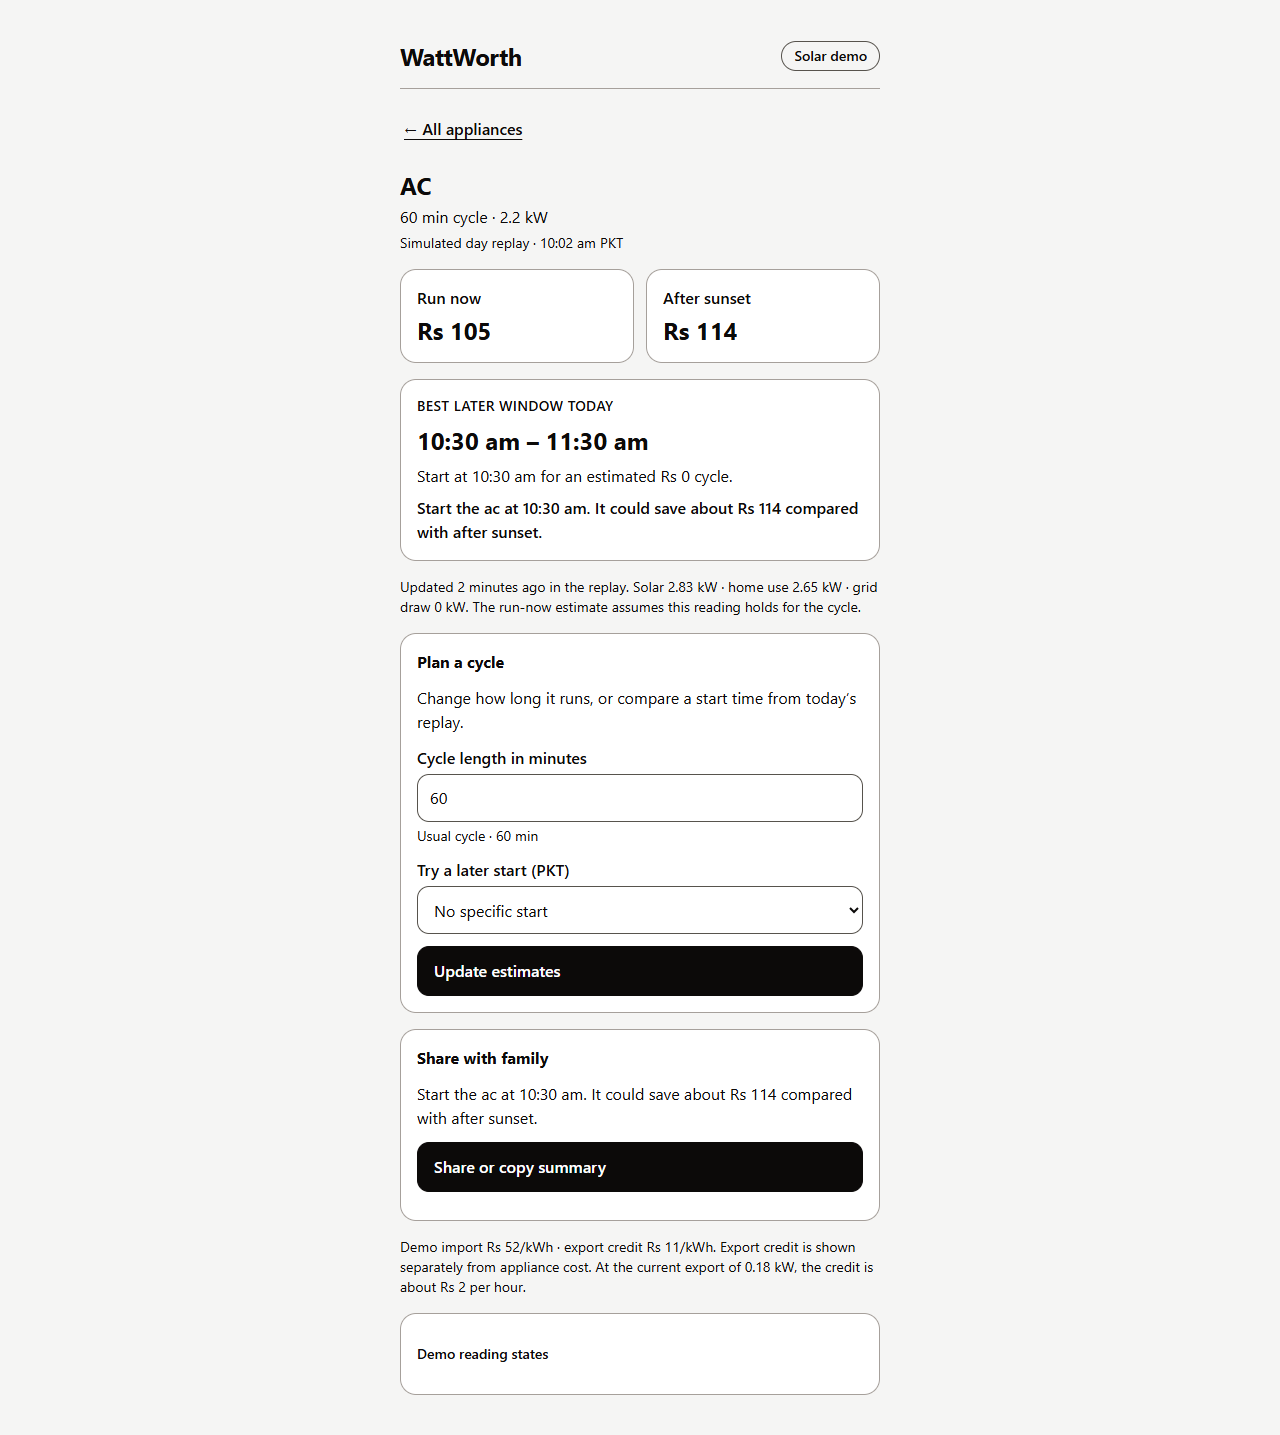 WattWorth
Solar demo
← All appliances
AC
60 min cycle · 2.2 kW
Simulated day replay · 10:02 am PKT
Run now
Rs 105
After sunset
Rs 114
BEST LATER WINDOW TODAY
10:30 am – 11:30 am
Start at 10:30 am for an estimated Rs 0 cycle.
Start the ac at 10:30 am. It could save about Rs 114 compared
with after sunset.
Updated 2 minutes ago in the replay. Solar 2.83 kW · home use 2.65 kW · grid
draw 0 kW. The run-now estimate assumes this reading holds for the cycle.
Plan a cycle
Change how long it runs, or compare a start time from today’s
replay.
Cycle length in minutes
60
Usual cycle · 60 min
Try a later start (PKT)
No specific start
Update estimates
Share with family
Start the ac at 10:30 am. It could save about Rs 114 compared
with after sunset.
Share or copy summary
Demo import Rs 52/kWh · export credit Rs 11/kWh. Export credit is shown
separately from appliance cost. At the current export of 0.18 kW, the credit is
about Rs 2 per hour.
Demo reading states